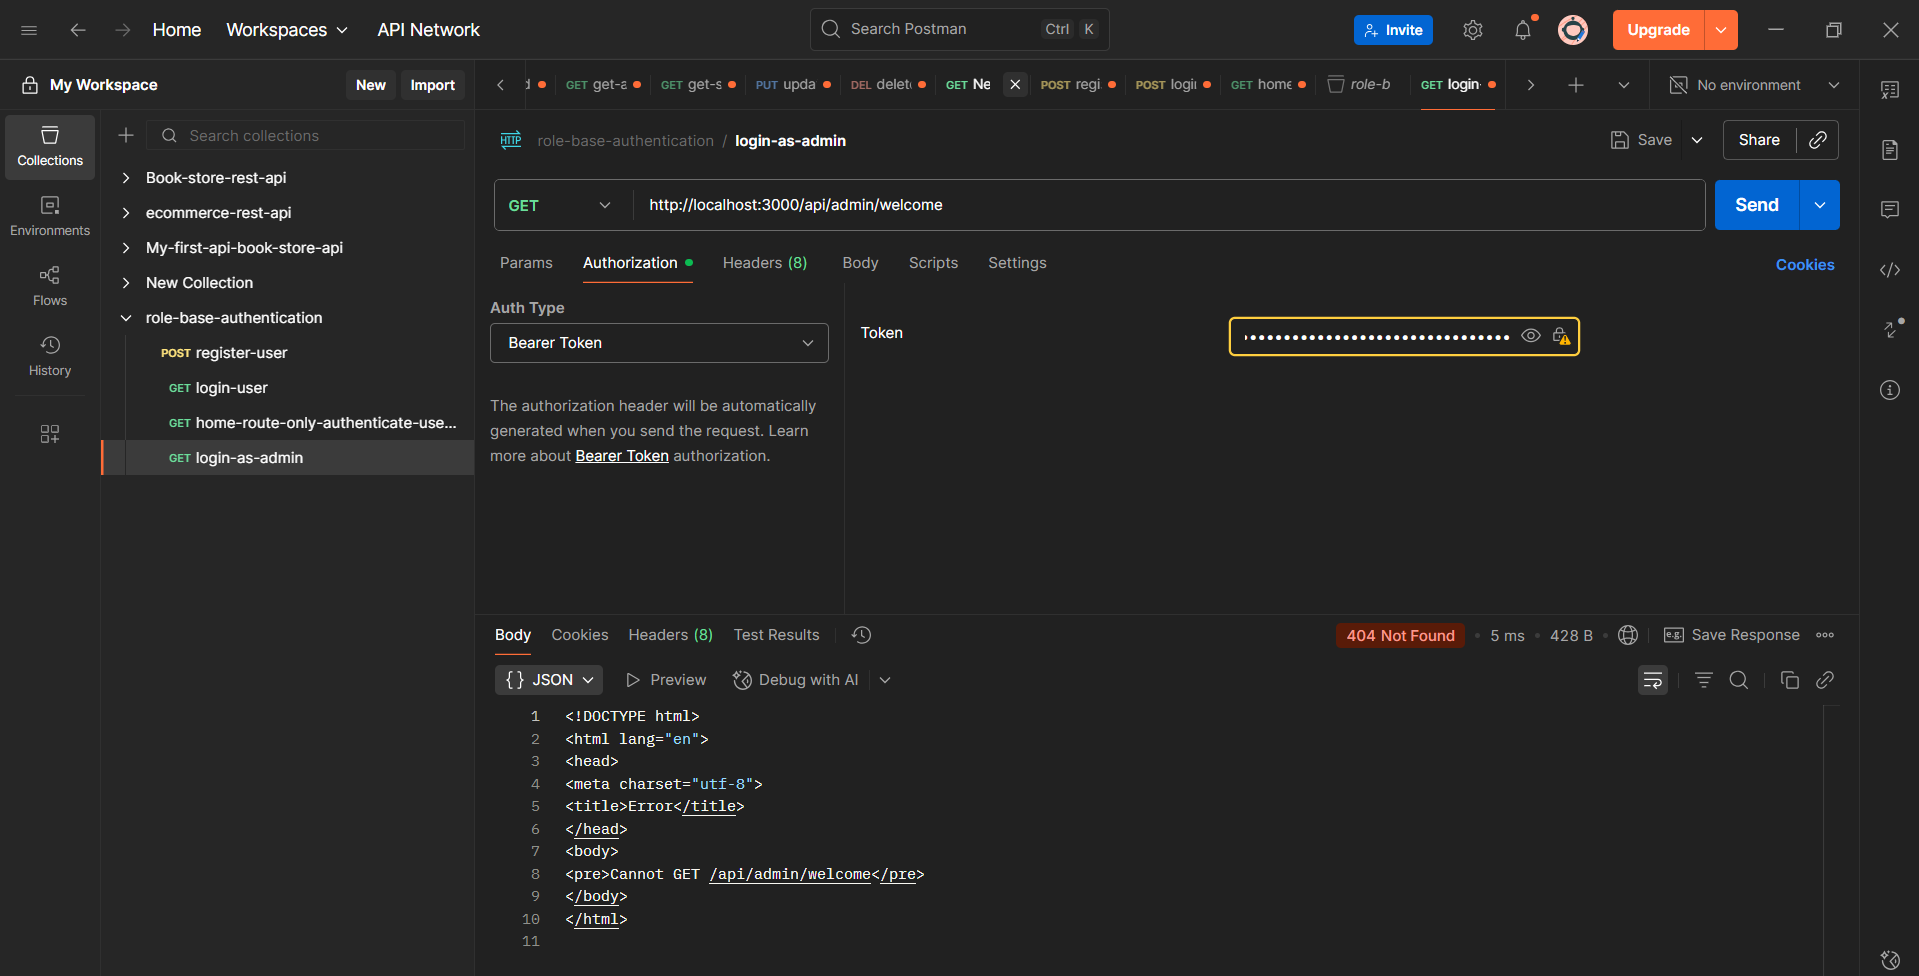 Home
Workspaces
API Network
Search Postman
Ctrl K
Invite
Upgrade
My Workspace
New
Import
d
GET get-a
GET get-s
PUT upda
DEL delet
GET Ne
POST regi
POST logi
GET home
role-b
GET login-
No environment
Collections
Environments
Flows
History
Search collections
Book-store-rest-api
ecommerce-rest-api
My-first-api-book-store-api
New Collection
role-base-authentication
POST register-user
GET login-user
GET home-route-only-authenticate-use...
GET login-as-admin
HTTP role-base-authentication / login-as-admin
Save
Share
GET
http://localhost:3000/api/admin/welcome
Send
Params
Authorization
Headers (8)
Body
Scripts
Settings
Cookies
Auth Type
Bearer Token
The authorization header will be automatically
generated when you send the request. Learn
more about Bearer Token authorization.
Token
Body
Cookies
Headers (8)
Test Results
404 Not Found
5 ms
428 B
e.g. Save Response
{} JSON
Preview
Debug with AI
1 <!DOCTYPE html>
2 <html lang="en">
3 <head>
4 <meta charset="utf-8">
5 <title>Error</title>
6 </head>
7 <body>
8 <pre>Cannot GET /api/admin/welcome</pre>
9 </body>
10 </html>
11